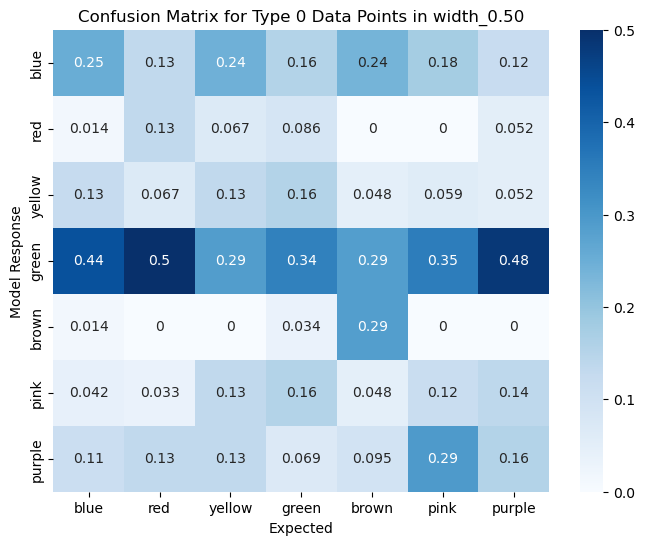 Confusion Matrix for Type 0 Data Points in width_0.50
blue 0.25 0.13 0.24 0.16 0.24 0.18 0.12
red 0.014 0.13 0.067 0.086 0 0 0.052
yellow 0.13 0.067 0.13 0.16 0.048 0.059 0.052
green 0.44 0.5 0.29 0.34 0.29 0.35 0.48
brown 0.014 0 0 0.034 0.29 0 0
pink 0.042 0.033 0.13 0.16 0.048 0.12 0.14
purple 0.11 0.13 0.13 0.069 0.095 0.29 0.16
blue red yellow green brown pink purple
Expected
Model Response
0.5
0.4
0.3
0.2
0.1
0.0